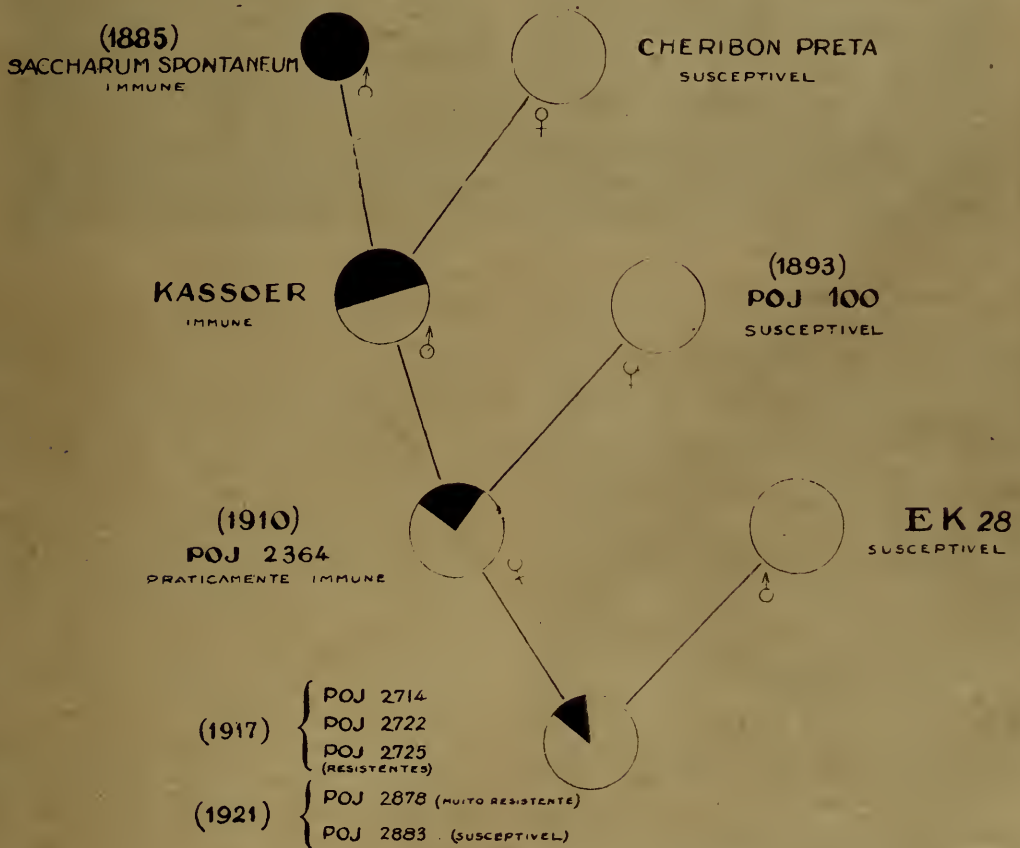 (1885)
SACCHARUM SPONTANEUM
IMMUNE
♂
CHERIBON PRETA
SUSCEPTIVEL
♀
KASSOER
IMMUNE
♂
(1893)
POJ 100
SUSCEPTIVEL
♀
(1910)
POJ 2364
PRATICAMENTE IMMUNE
♀
EK 28
SUSCEPTIVEL
♂
(1917)
POJ 2714
POJ 2722
POJ 2725
(RESISTENTES)
(1921)
POJ 2878 (MUITO RESISTENTE)
POJ 2883 (SUSCEPTIVEL)